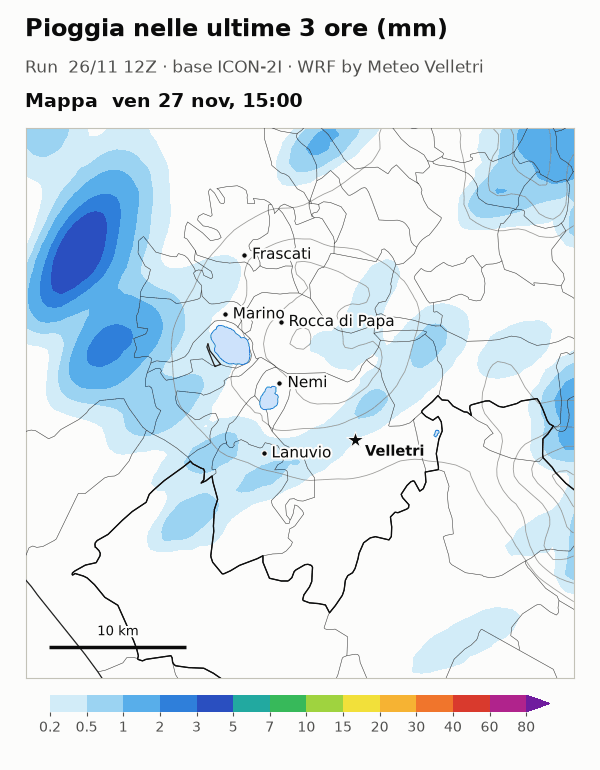 Pioggia nelle ultime 3 ore (mm)
Run  26/11 12Z · base ICON-2I · WRF by Meteo Velletri
Mappa  ven 27 nov, 15:00
Frascati
Marino
Rocca di Papa
Nemi
Velletri
Lanuvio
10 km
0.2 0.5 1 2 3 5 7 10 15 20 30 40 60 80